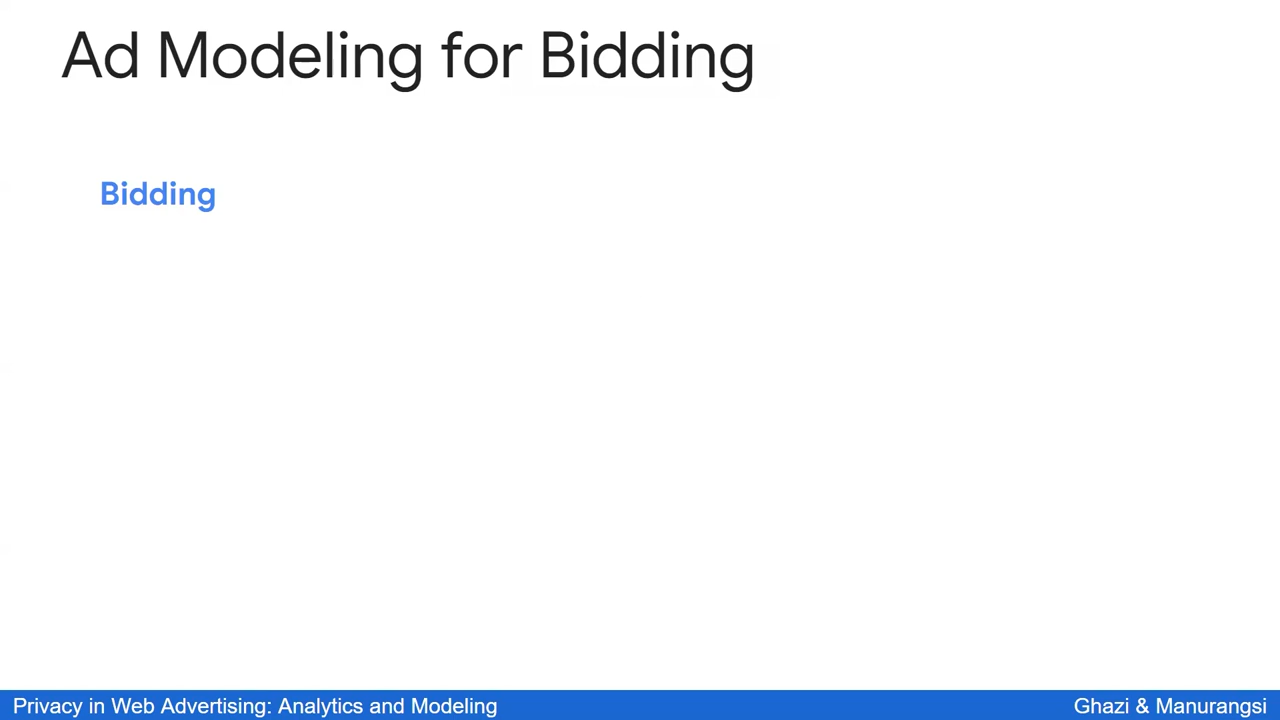 Ad Modeling for Bidding
Bidding
Privacy in Web Advertising: Analytics and Modeling
Ghazi & Manurangsi